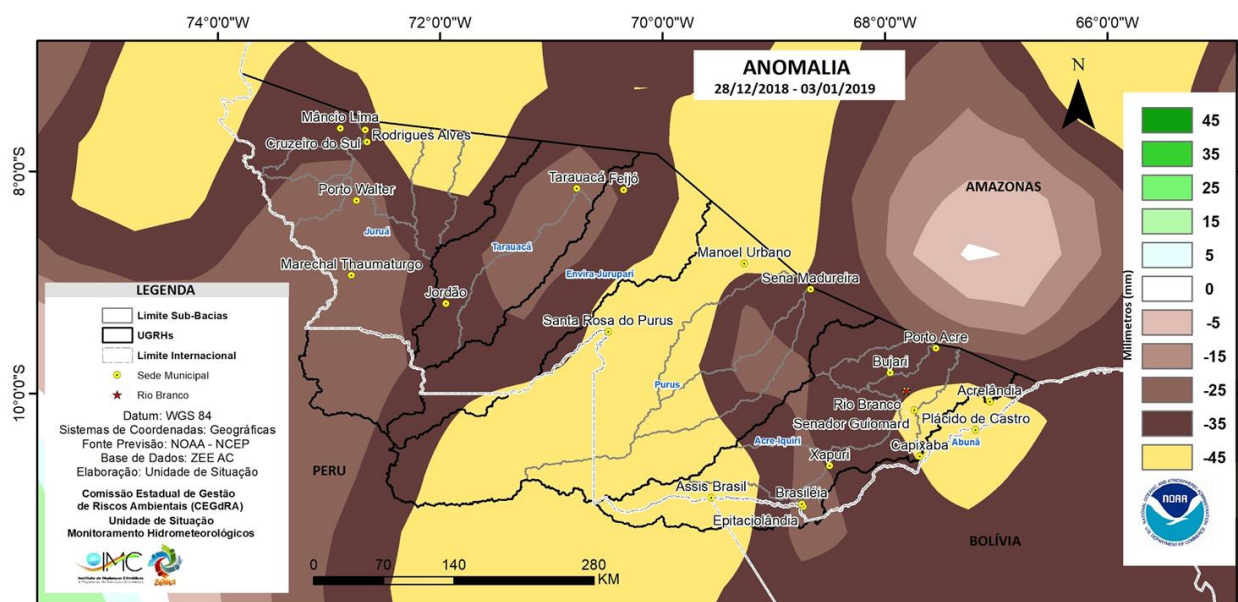 74°0'0"W
72°0'0"W
70°0'0"W
68°0'0"W
66°0'0"W
ANOMALIA
28/12/2018 - 03/01/2019
N
8°0'0"S
10°0'0"S
Mâncio Lima
Rodrigues Alves
Cruzeiro do Sul
Porto Walter
Juruá
Tarauacá
Feijó
Tarauacá
Marechal Thaumaturgo
Jordão
Envira-Jurupari
Manoel Urbano
Sena Madureira
Santa Rosa do Purus
Purus
Porto Acre
Bujari
Rio Branco
Acrelândia
Senador Guiomard
Plácido de Castro
Acre-Iquiri
Capixaba
Abunã
Xapuri
Assis Brasil
Brasiléia
Epitaciolândia
AMAZONAS
PERU
BOLÍVIA
LEGENDA
Limite Sub-Bacias
UGRHs
Limite Internacional
Sede Municipal
Rio Branco
Datum: WGS 84
Sistemas de Coordenadas: Geográficas
Fonte Previsão: NOAA - NCEP
Base de Dados: ZEE AC
Elaboração: Unidade de Situação
Comissão Estadual de Gestão
de Riscos Ambientais (CEGdRA)
Unidade de Situação
Monitoramento Hidrometeorológicos
IMC
0 70 140 280
KM
Milímetros (mm)
45
35
25
15
5
0
-5
-15
-25
-35
-45
NOAA